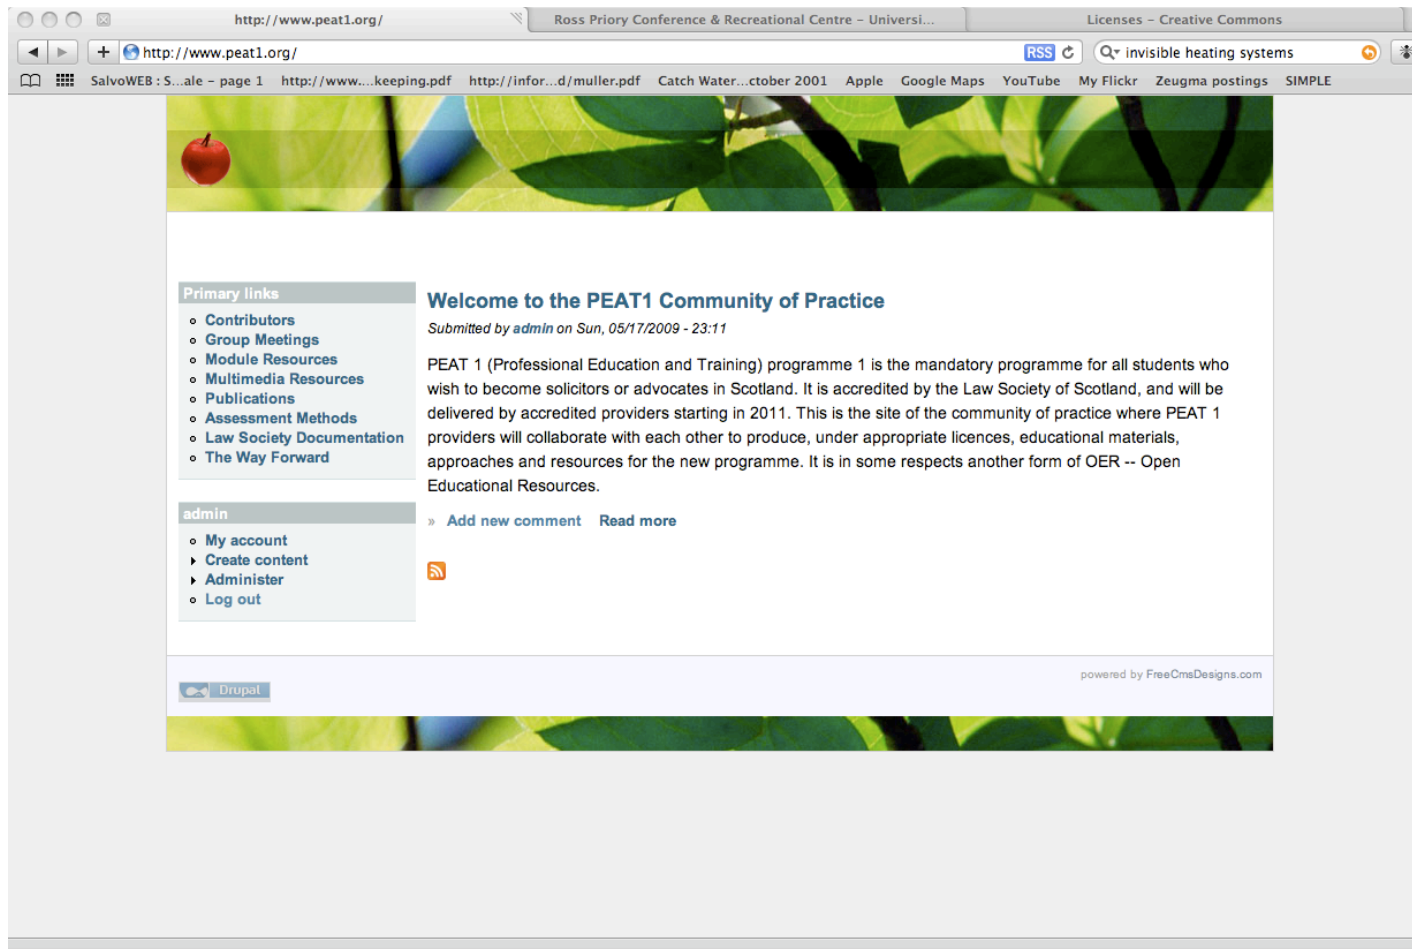 http://www.peat1.org/
Ross Priory Conference & Recreational Centre – Universi...
Licenses – Creative Commons
http://www.peat1.org/
RSS
invisible heating systems
SalvoWEB : S...ale – page 1 http://www....keeping.pdf http://infor...d/muller.pdf Catch Water...ctober 2001 Apple Google Maps YouTube My Flickr Zeugma postings SIMPLE
Primary links
Contributors
Group Meetings
Module Resources
Multimedia Resources
Publications
Assessment Methods
Law Society Documentation
The Way Forward
admin
My account
Create content
Administer
Log out
Welcome to the PEAT1 Community of Practice
Submitted by admin on Sun, 05/17/2009 - 23:11
PEAT 1 (Professional Education and Training) programme 1 is the mandatory programme for all students who
wish to become solicitors or advocates in Scotland. It is accredited by the Law Society of Scotland, and will be
delivered by accredited providers starting in 2011. This is the site of the community of practice where PEAT 1
providers will collaborate with each other to produce, under appropriate licences, educational materials,
approaches and resources for the new programme. It is in some respects another form of OER -- Open
Educational Resources.
» Add new comment Read more
Drupal
powered by FreeCmsDesigns.com